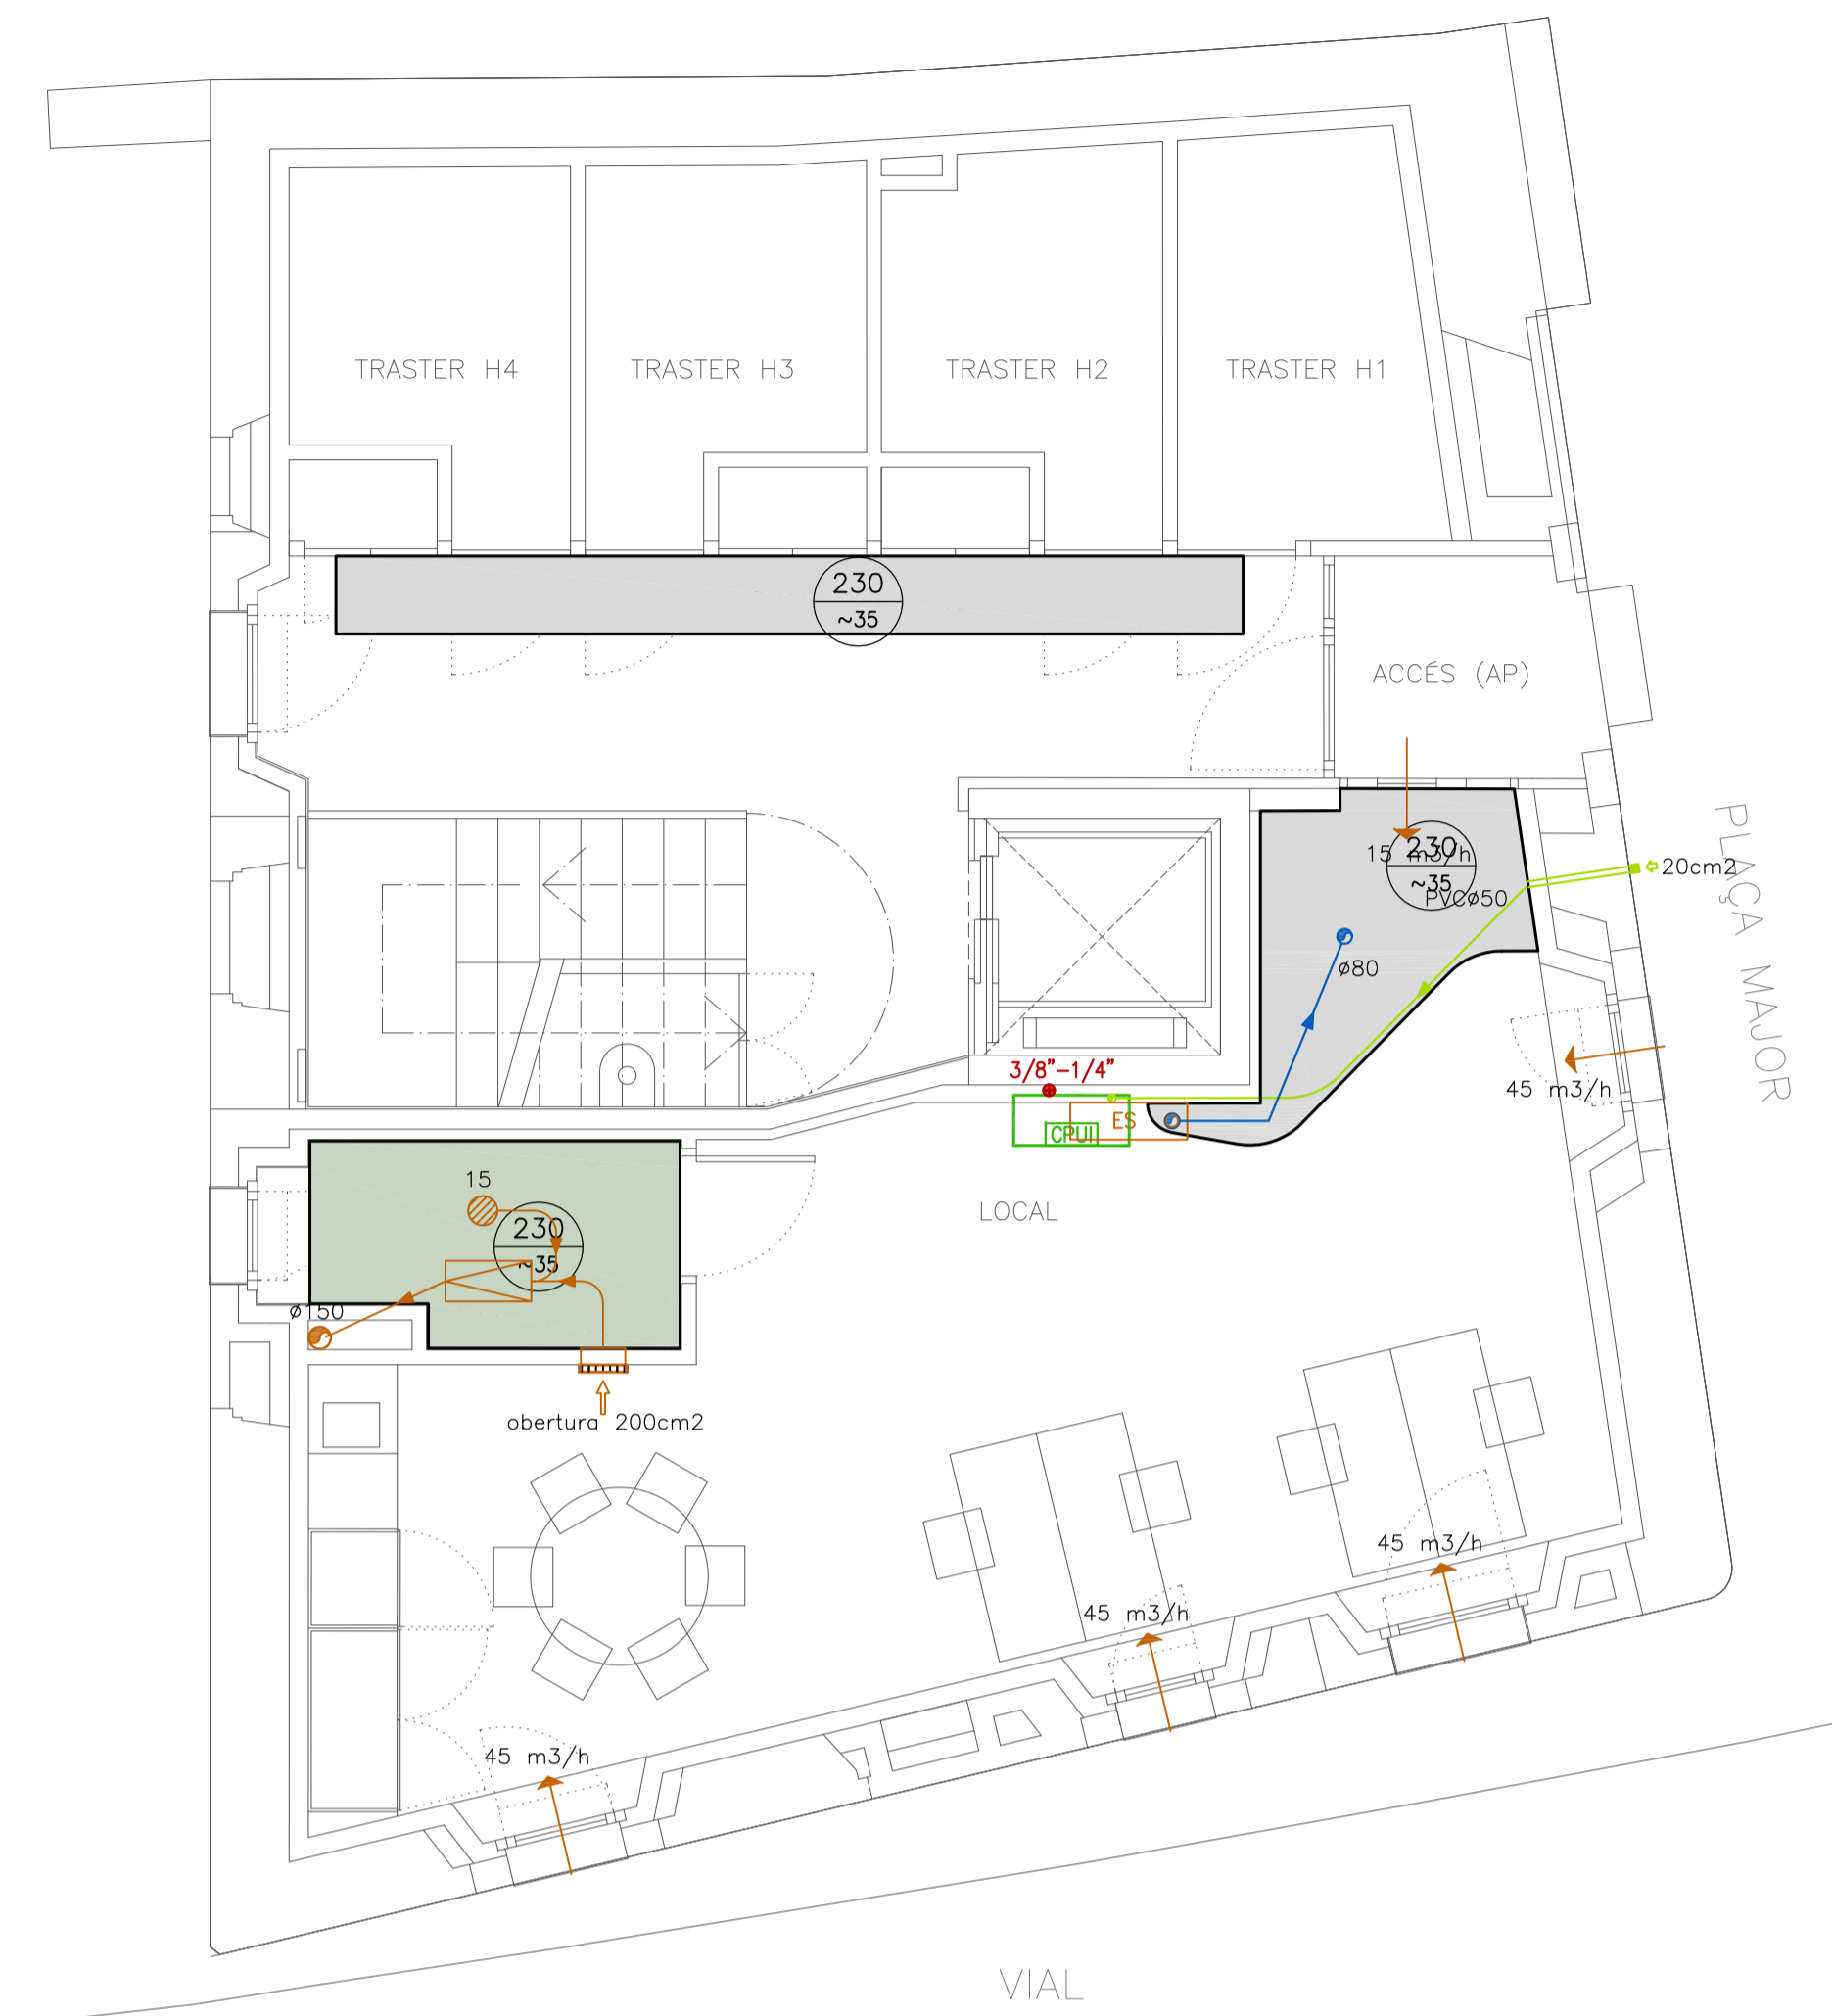 TRASTER H4
TRASTER H3
TRASTER H2
TRASTER H1
230
~35
ACCÉS (AP)
PLAÇA MAJOR
15 m3/h
230
~35
PVCø50
20cm2
ø80
3/8"-1/4"
ES
CPUI
45 m3/h
LOCAL
15
230
~35
ø150
obertura 200cm2
45 m3/h
45 m3/h
45 m3/h
VIAL